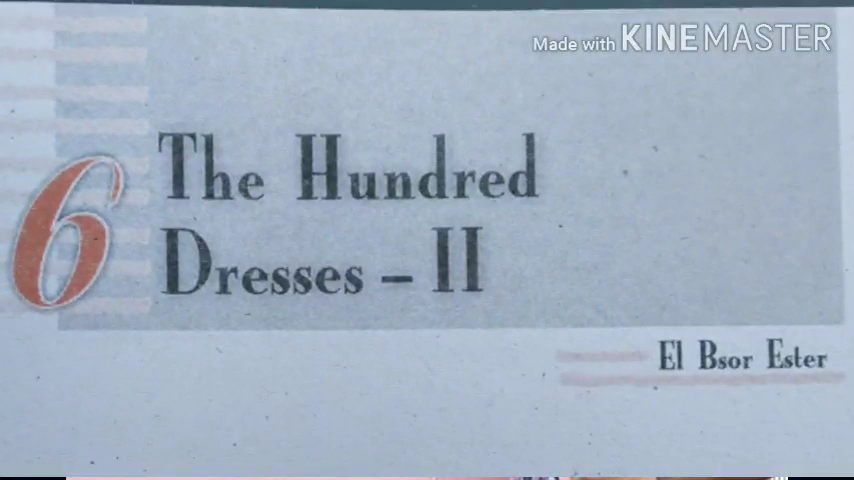 Made with KINEMASTER
6
The Hundred
Dresses – II
El Bsor Ester